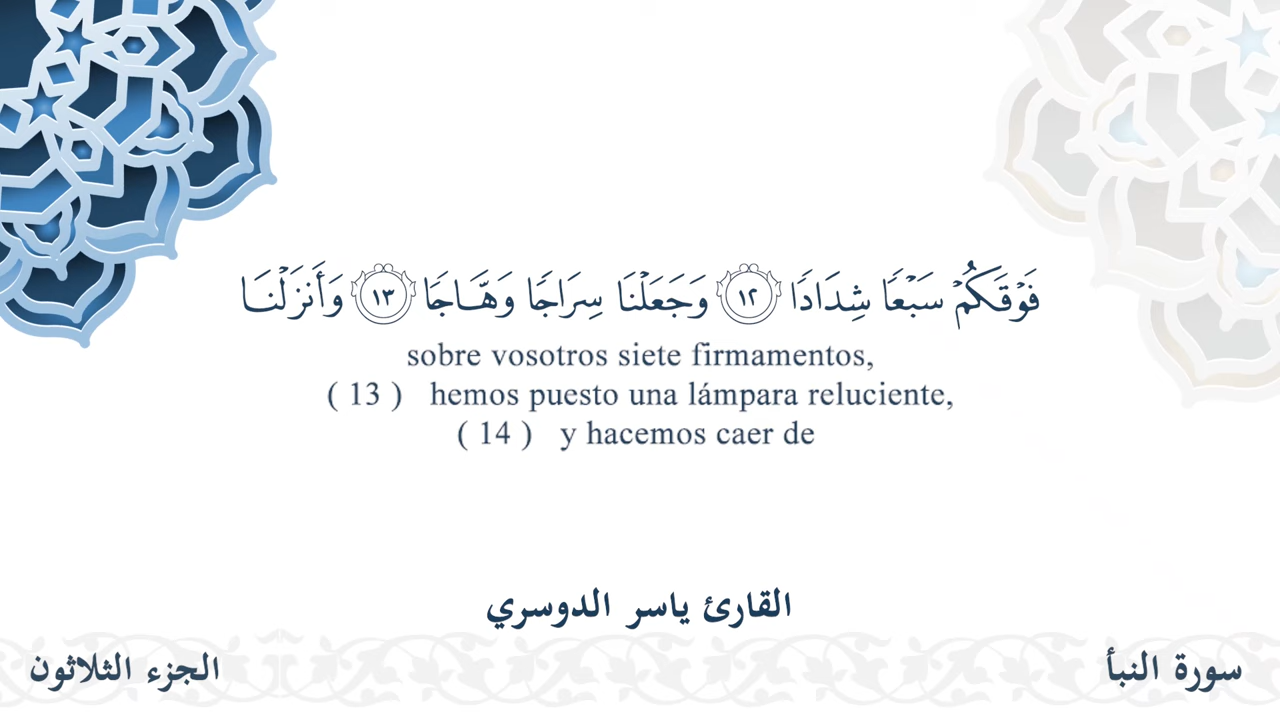 فَوْقَكُمْ سَبْعًا شِدَادًا ١٢ وَجَعَلْنَا سِرَاجًا وَهَّاجًا ١٣ وَأَنزَلْنَا
sobre vosotros siete firmamentos,
( 13 ) hemos puesto una lámpara reluciente,
( 14 ) y hacemos caer de
القارئ ياسر الدوسري
سورة النبأ
الجزء الثلاثون